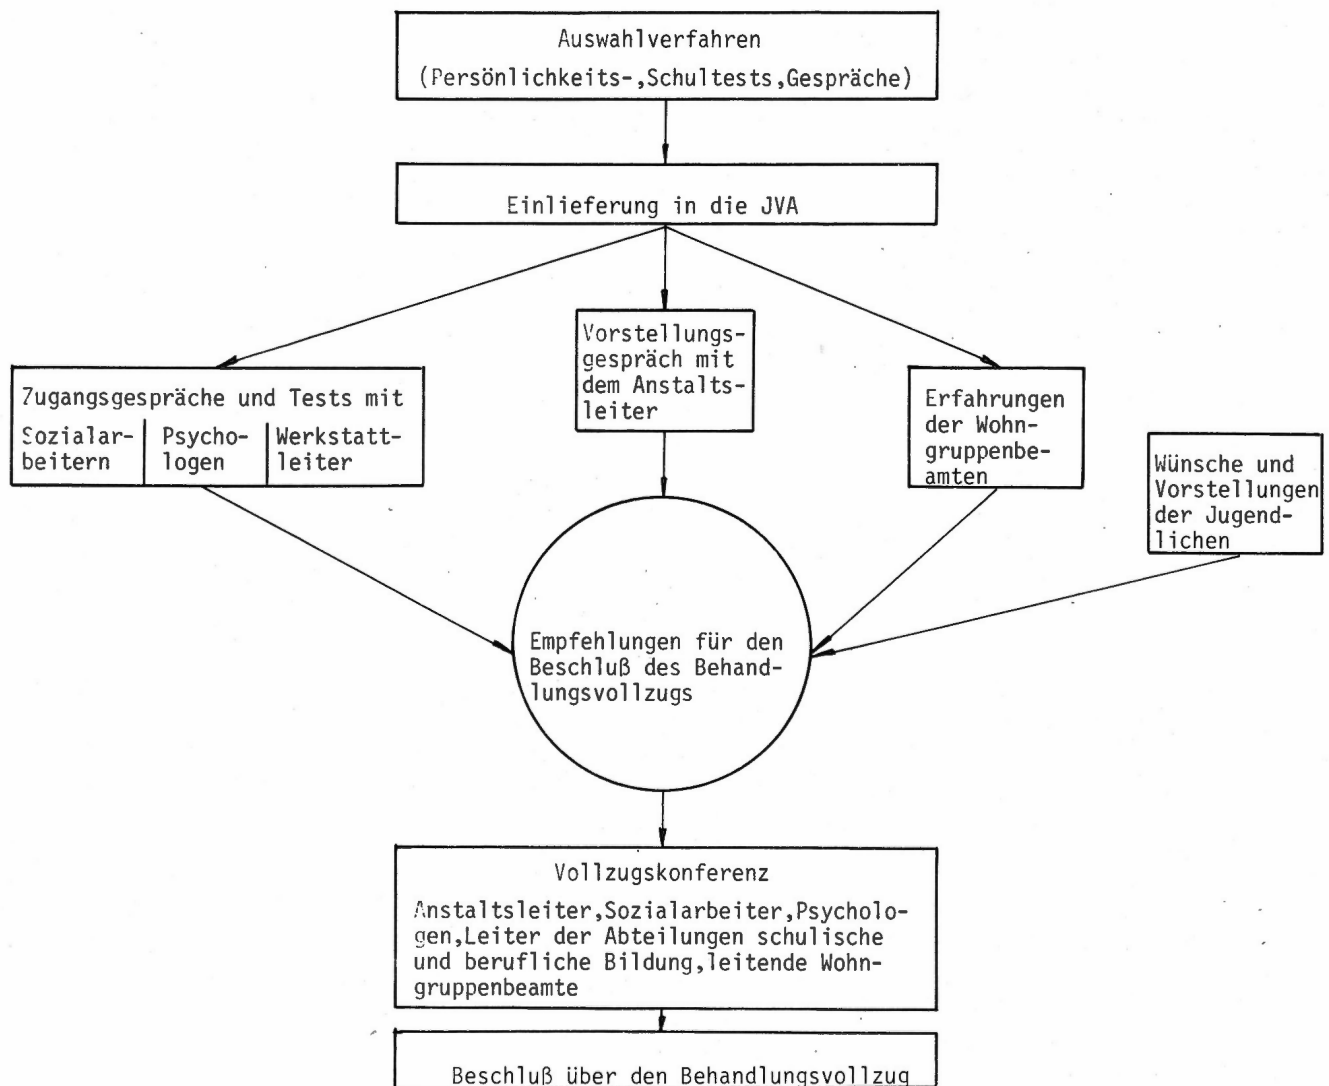 Auswahlverfahren
(Persönlichkeits-,Schultests,Gespräche)
Einlieferung in die JVA
Vorstellungs-
gespräch mit
dem Anstalts-
leiter
Zugangsgespräche und Tests mit
Sozialar-
beitern
Psycho-
logen
Werkstatt-
leiter
Erfahrungen
der Wohn-
gruppenbe-
amten
Wünsche und
Vorstellungen
der Jugend-
lichen
Empfehlungen für den
Beschluß des Behand-
lungsvollzugs
Vollzugskonferenz
Anstaltsleiter,Sozialarbeiter,Psycholo-
gen,Leiter der Abteilungen schulische
und berufliche Bildung,leitende Wohn-
gruppenbeamte
Beschluß über den Behandlungsvollzug